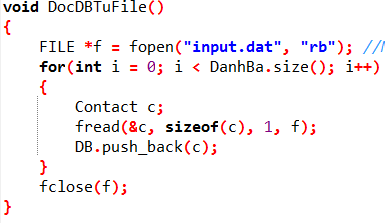 void DocDBTuFile()
{
FILE *f = fopen("input.dat", "rb"); //
for(int i = 0; i < DanhBa.size(); i++)
{
Contact c;
fread(&c, sizeof(c), 1, f);
DB.push_back(c);
}
fclose(f);
}